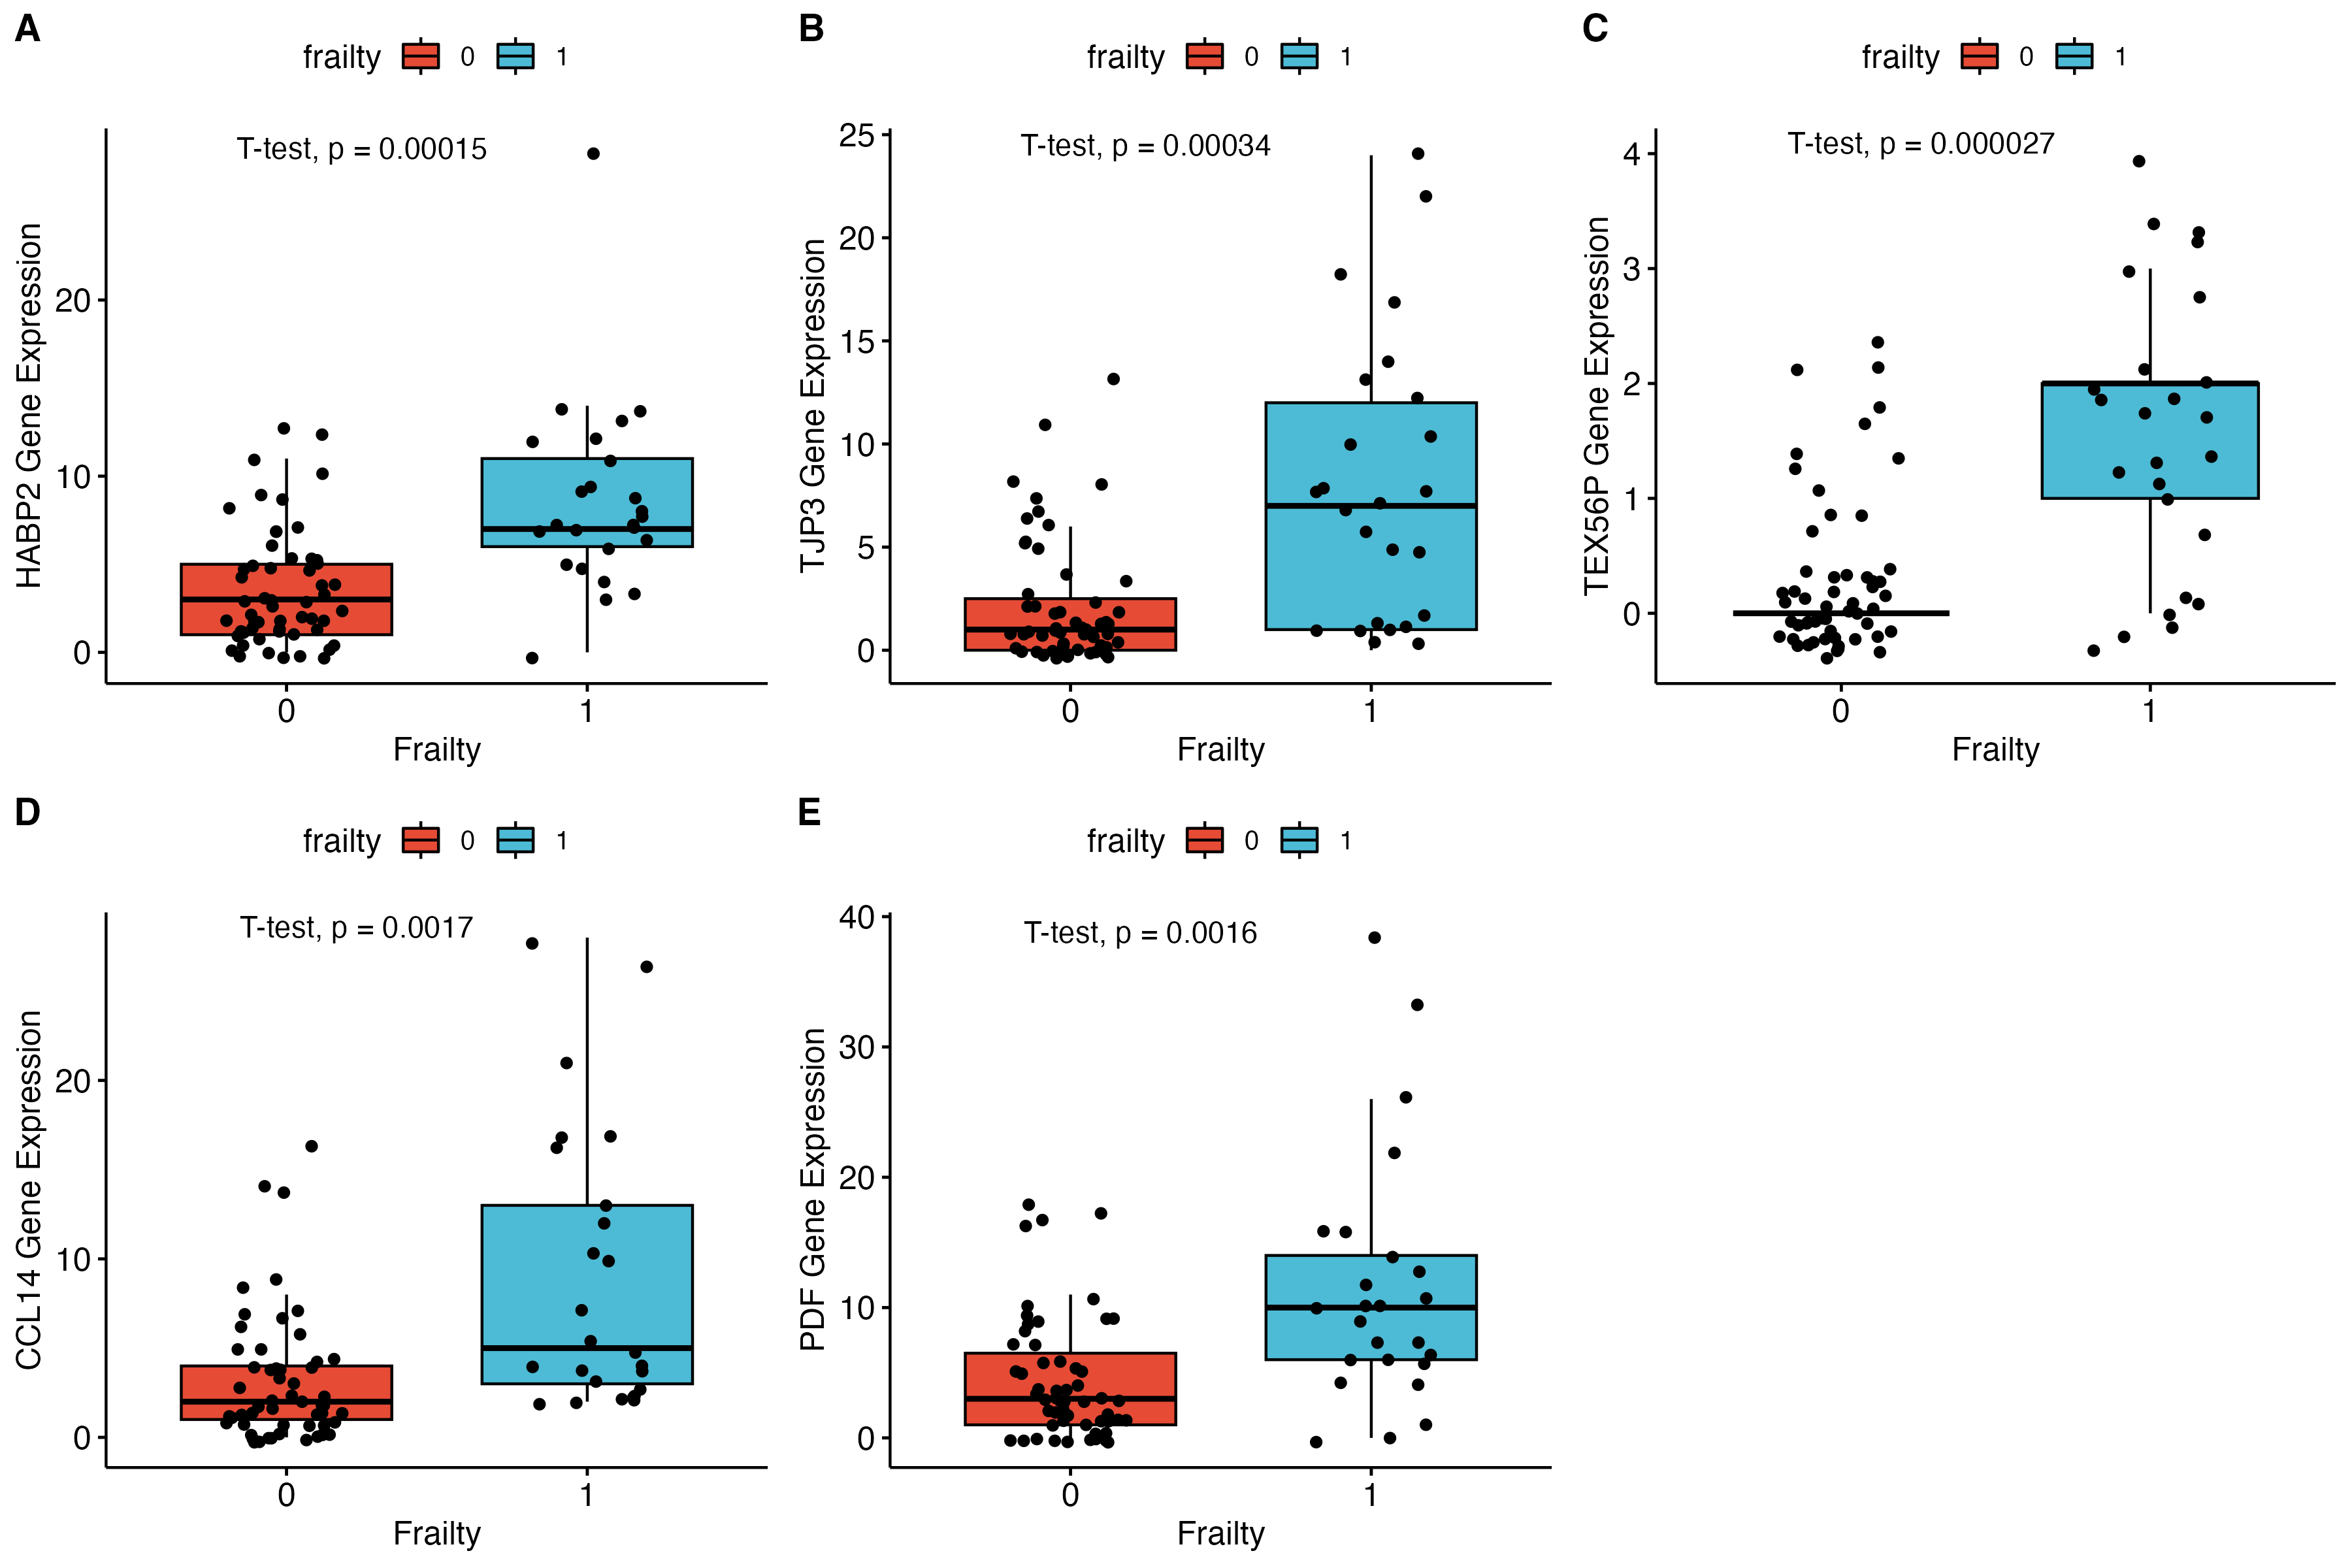 A
frailty 0 1
T-test, p = 0.00015
HABP2 Gene Expression
20
10
0
0 1
Frailty
B
frailty 0 1
T-test, p = 0.00034
TJP3 Gene Expression
25
20
15
10
5
0
0 1
Frailty
C
frailty 0 1
T-test, p = 0.000027
TEX56P Gene Expression
4
3
2
1
0
0 1
Frailty
D
frailty 0 1
T-test, p = 0.0017
CCL14 Gene Expression
20
10
0
0 1
Frailty
E
frailty 0 1
T-test, p = 0.0016
PDF Gene Expression
40
30
20
10
0
0 1
Frailty